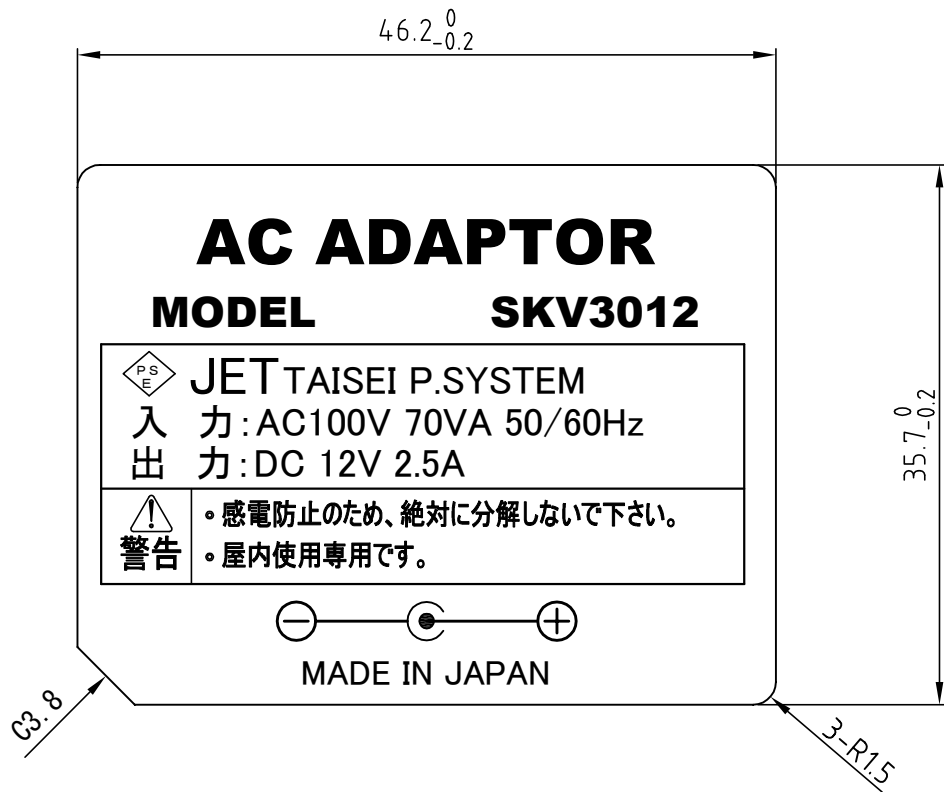 46.2 0 -0.2
AC ADAPTOR
MODEL SKV3012
PS E JET TAISEI P.SYSTEM
入 力:AC100V 70VA 50/60Hz
出 力:DC 12V 2.5A
警告
。感電防止のため、絶対に分解しないで下さい。
。屋内使用専用です。
MADE IN JAPAN
35.7 0 -0.2
C3.8
3-R1.5